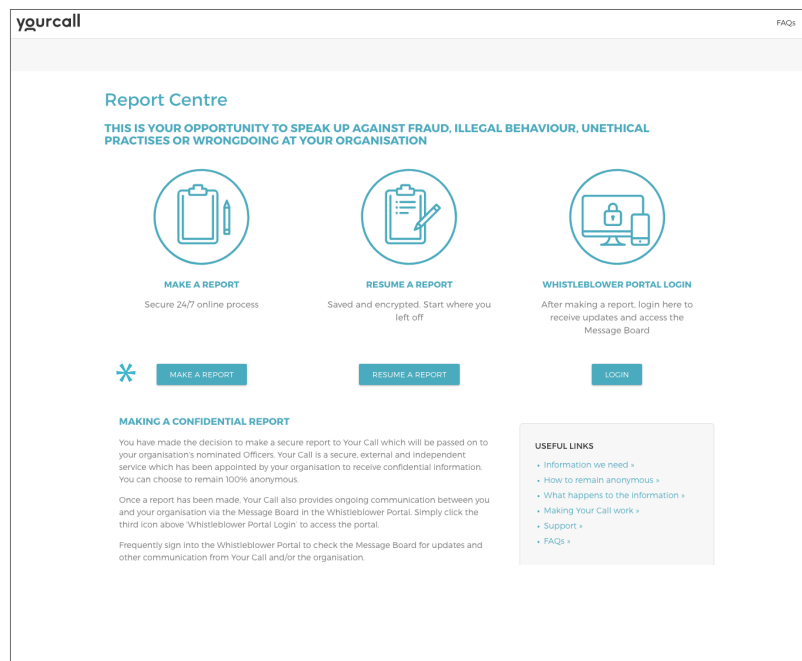 yourcall
FAQs
Report Centre
THIS IS YOUR OPPORTUNITY TO SPEAK UP AGAINST FRAUD, ILLEGAL BEHAVIOUR, UNETHICAL
PRACTISES OR WRONGDOING AT YOUR ORGANISATION
MAKE A REPORT
Secure 24/7 online process
RESUME A REPORT
Saved and encrypted. Start where you
left off
WHISTLEBLOWER PORTAL LOGIN
After making a report, login here to
receive updates and access the
Message Board
* MAKE A REPORT
RESUME A REPORT
LOGIN
MAKING A CONFIDENTIAL REPORT
You have made the decision to make a secure report to Your Call which will be passed on to
your organisation's nominated Officers. Your Call is a secure, external and independent
service which has been appointed by your organisation to receive confidential information.
You can choose to remain 100% anonymous.
Once a report has been made, Your Call also provides ongoing communication between you
and your organisation via the Message Board in the Whistleblower Portal. Simply click the
third icon above 'Whistleblower Portal Login' to access the portal.
Frequently sign into the Whistleblower Portal to check the Message Board for updates and
other communication from Your Call and/or the organisation.
USEFUL LINKS
• Information we need »
• How to remain anonymous »
• What happens to the information »
• Making Your Call work »
• Support »
• FAQs »